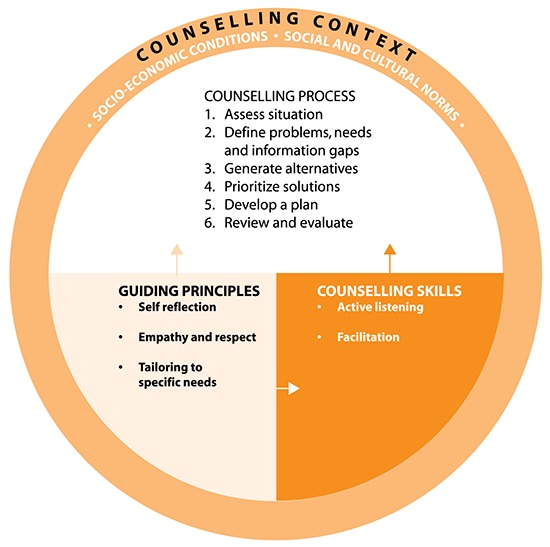 COUNSELLING CONTEXT
• SOCIO-ECONOMIC CONDITIONS • SOCIAL AND CULTURAL NORMS •
COUNSELLING PROCESS
1. Assess situation
2. Define problems, needs
and information gaps
3. Generate alternatives
4. Prioritize solutions
5. Develop a plan
6. Review and evaluate
GUIDING PRINCIPLES
• Self reflection
• Empathy and respect
• Tailoring to
specific needs
COUNSELLING SKILLS
• Active listening
• Facilitation